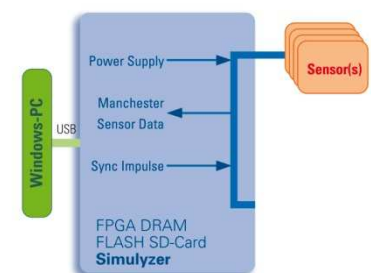 Power Supply
Sensor(s)
Manchester
Sensor Data
Windows-PC
USB
Sync Impulse
FPGA DRAM
FLASH SD-Card
Simulyzer